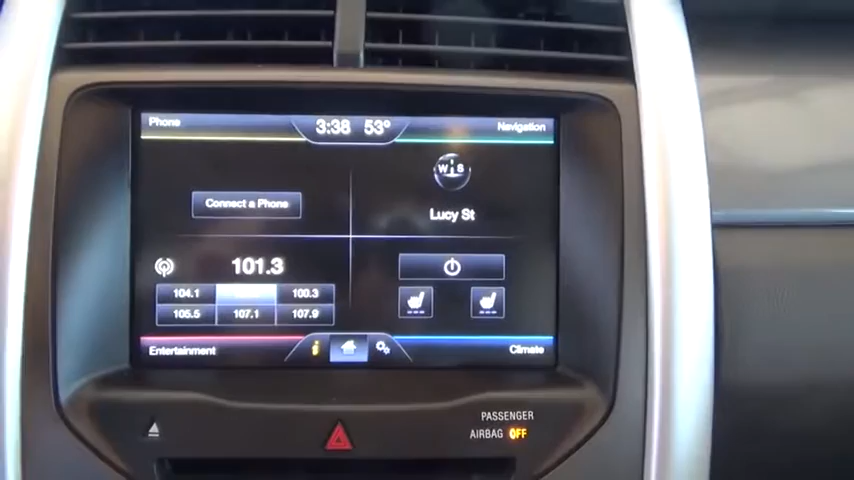 Phone
3:38 53°
Navigation
W S
Connect a Phone
Lucy St
101.3
104.1
100.3
105.5
107.1
107.9
Entertainment
i
Climate
PASSENGER
AIRBAG OFF